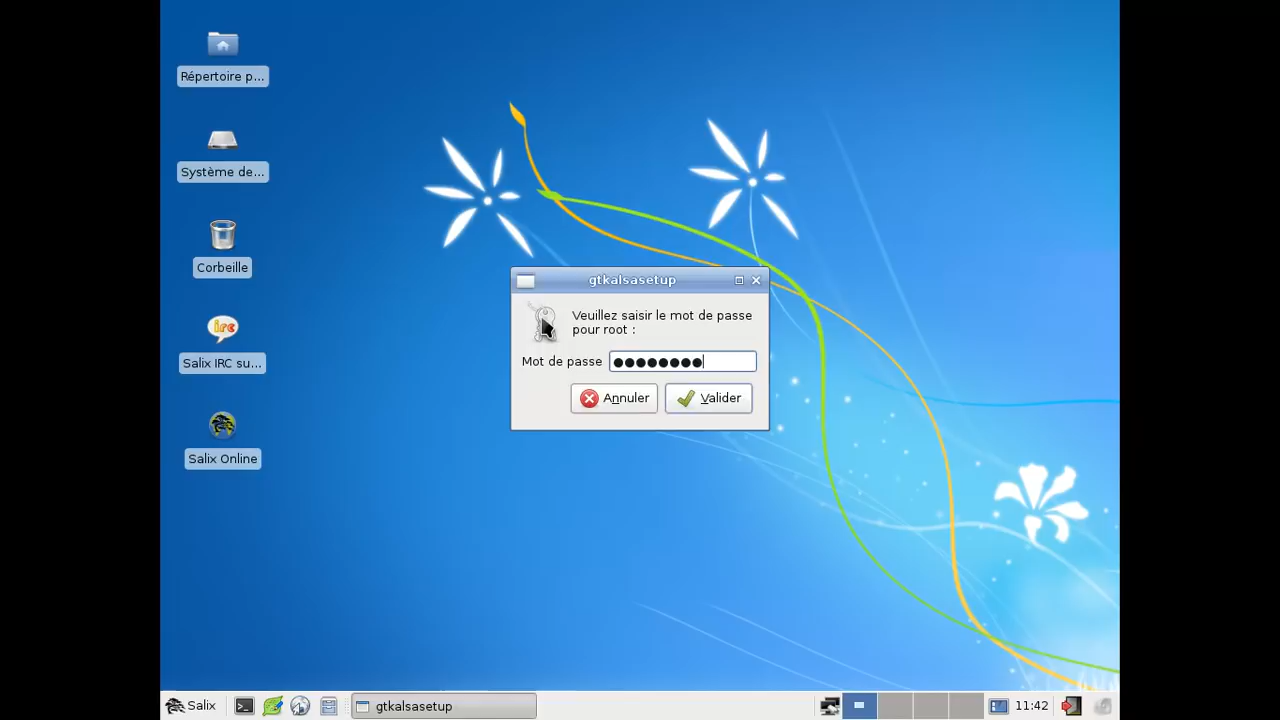 Répertoire p...
Système de...
Corbeille
irc
Salix IRC su...
Salix Online
gtkalsasetup
Veuillez saisir le mot de passe
pour root :
Mot de passe ●●●●●●●●
Annuler Valider
Salix gtkalsasetup 11:42